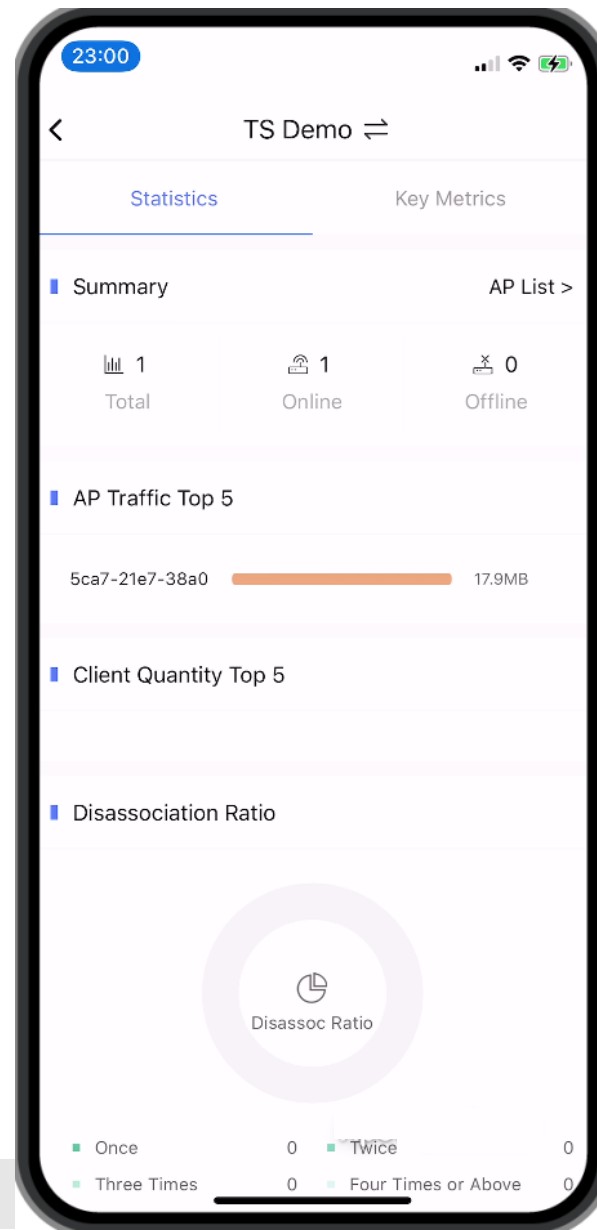 23:00
TS Demo
Statistics Key Metrics
Summary AP List >
1 1 0
Total Online Offline
AP Traffic Top 5
5ca7-21e7-38a0 17.9MB
Client Quantity Top 5
Disassociation Ratio
Disassoc Ratio
Once 0 Twice 0
Three Times 0 Four Times or Above 0